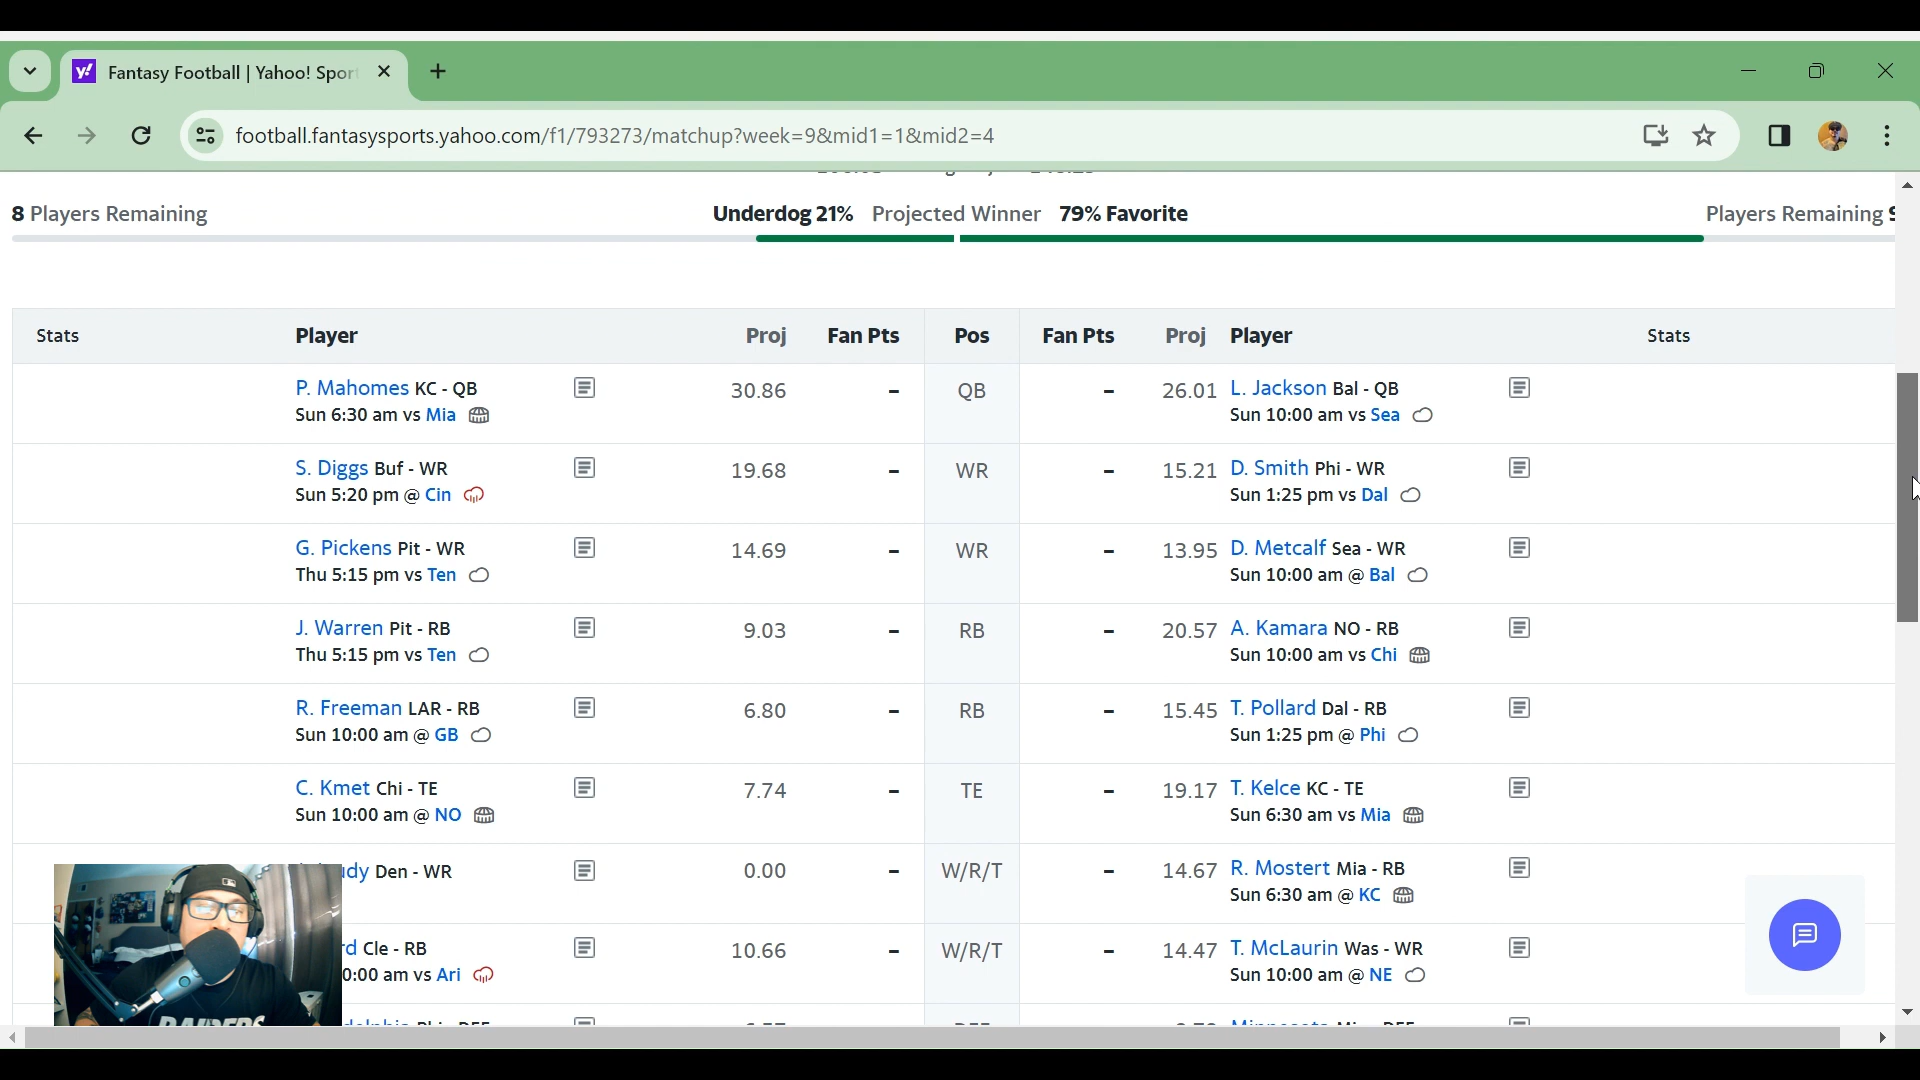 Fantasy Football | Yahoo! Spor
football.fantasysports.yahoo.com/f1/793273/matchup?week=9&mid1=1&mid2=4
8 Players Remaining Underdog 21% Projected Winner 79% Favorite Players Remaining
Stats Player Proj Fan Pts Pos Fan Pts Proj Player Stats
P. Mahomes KC - QB 30.86 - QB - 26.01 L. Jackson Bal - QB
Sun 6:30 am vs Mia Sun 10:00 am vs Sea
S. Diggs Buf - WR 19.68 - WR - 15.21 D. Smith Phi - WR
Sun 5:20 pm @ Cin Sun 1:25 pm vs Dal
G. Pickens Pit - WR 14.69 - WR - 13.95 D. Metcalf Sea - WR
Thu 5:15 pm vs Ten Sun 10:00 am @ Bal
J. Warren Pit - RB 9.03 - RB - 20.57 A. Kamara NO - RB
Thu 5:15 pm vs Ten Sun 10:00 am vs Chi
R. Freeman LAR - RB 6.80 - RB - 15.45 T. Pollard Dal - RB
Sun 10:00 am @ GB Sun 1:25 pm @ Phi
C. Kmet Chi - TE 7.74 - TE - 19.17 T. Kelce KC - TE
Sun 10:00 am @ NO Sun 6:30 am vs Mia
udy Den - WR 0.00 - W/R/T - 14.67 R. Mostert Mia - RB
Sun 6:30 am @ KC
rd Cle - RB 10.66 - W/R/T - 14.47 T. McLaurin Was - WR
0:00 am vs Ari Sun 10:00 am @ NE